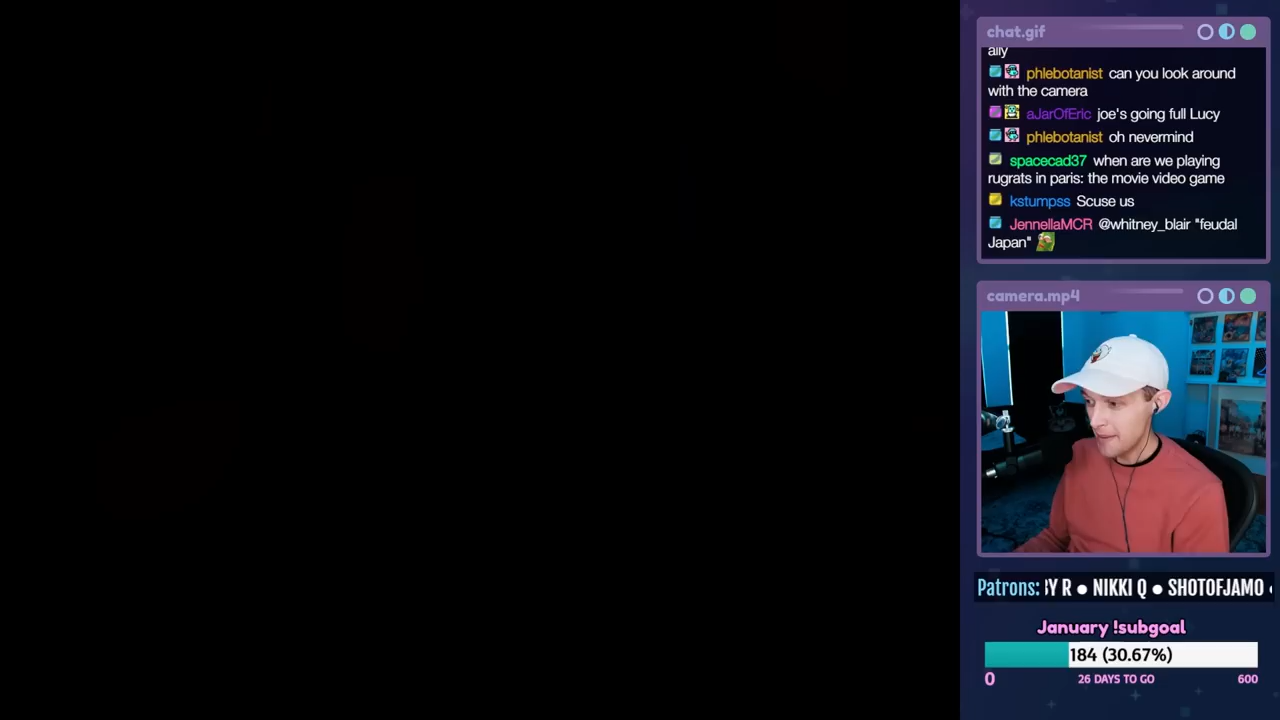 chat.gif
ally
phlebotanist can you look around
with the camera
aJarOfEric joe's going full Lucy
phlebotanist oh nevermind
spacecad37 when are we playing
rugrats in paris: the movie video game
kstumpss Scuse us
JennellaMCR @whitney_blair "feudal
Japan"
camera.mp4
Patrons: BY R ● NIKKI Q ● SHOTOFJAMO
January !subgoal
184 (30.67%)
0 26 DAYS TO GO 600